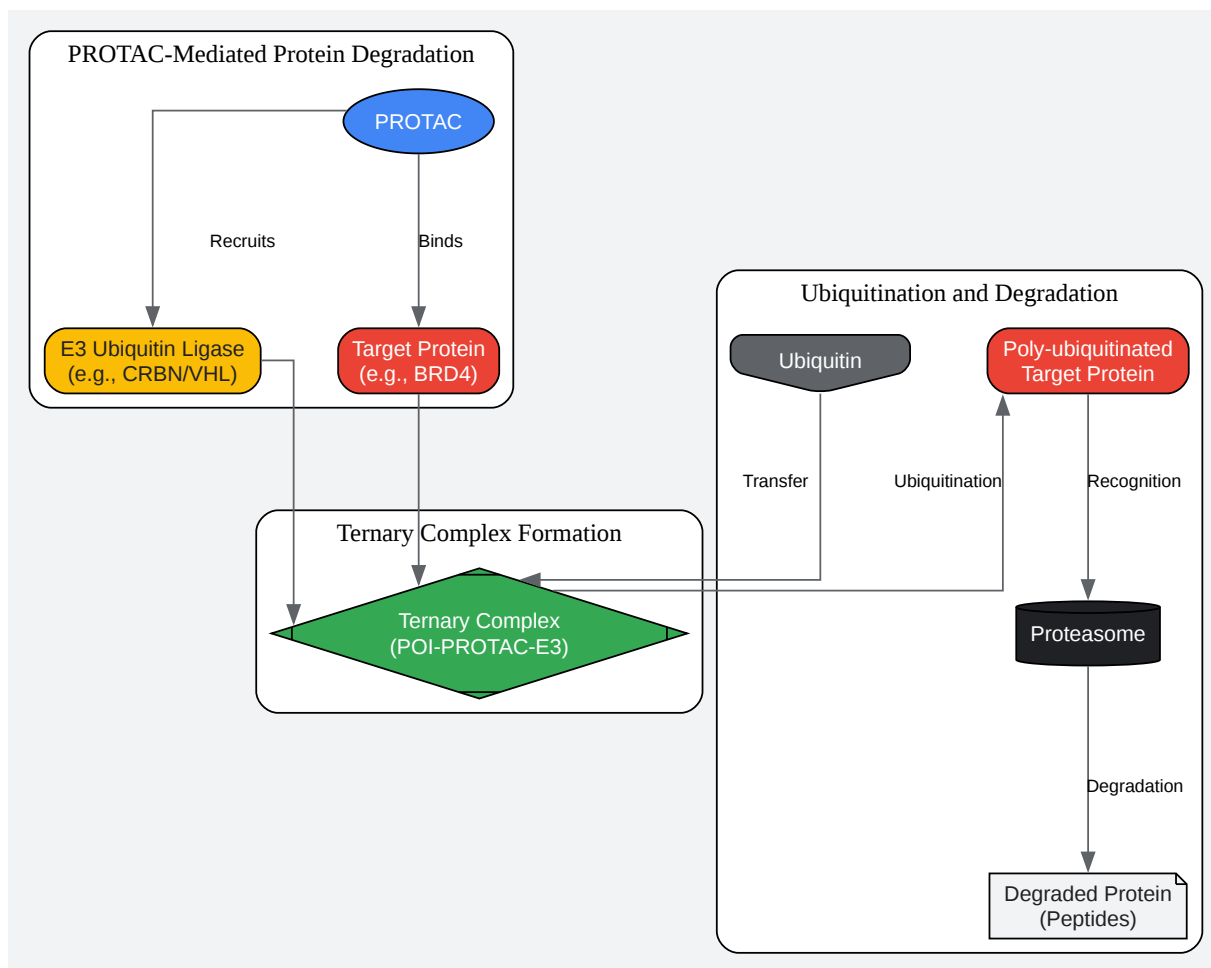 PROTAC-Mediated Protein Degradation
PROTAC
Recruits
Binds
E3 Ubiquitin Ligase
(e.g., CRBN/VHL)
Target Protein
(e.g., BRD4)
Ubiquitination and Degradation
Ubiquitin
Poly-ubiquitinated
Target Protein
Transfer
Ubiquitination
Recognition
Ternary Complex Formation
Ternary Complex
(POI-PROTAC-E3)
Proteasome
Degradation
Degraded Protein
(Peptides)